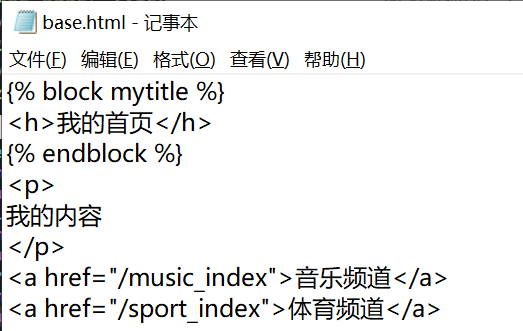 base.html - 记事本
文件(F) 编辑(E) 格式(O) 查看(V) 帮助(H)
{% block mytitle %}
<h>我的首页</h>
{% endblock %}
<p>
我的内容
</p>
<a href="/music_index">音乐频道</a>
<a href="/sport_index">体育频道</a>